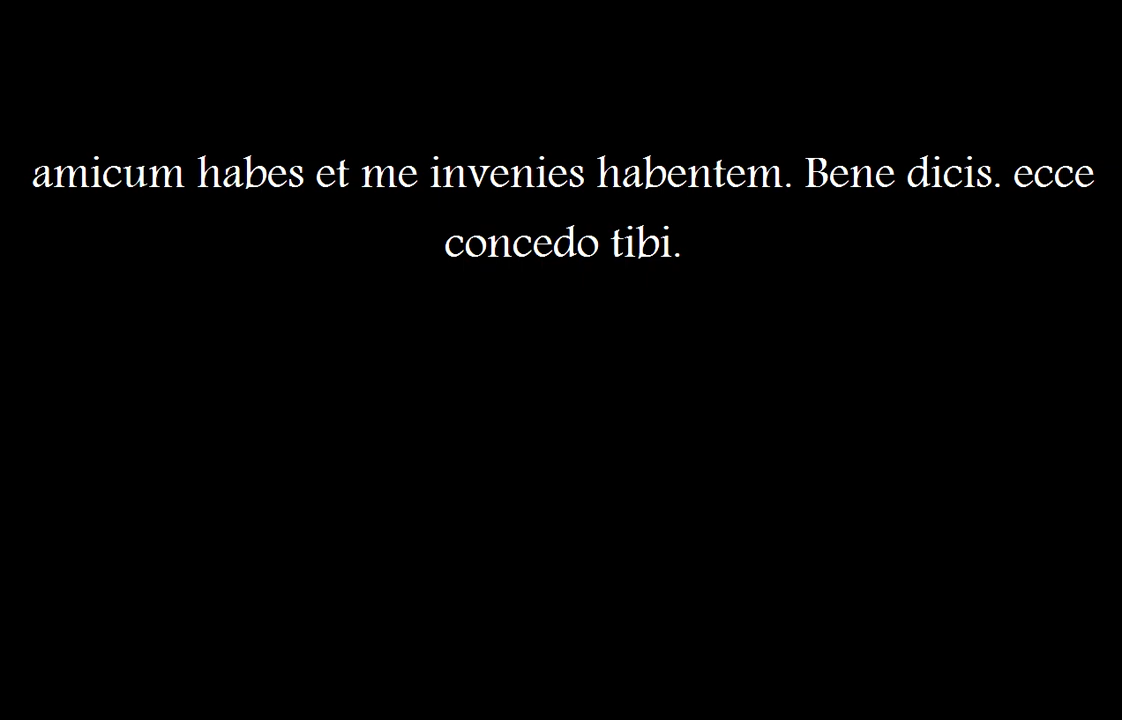 amicum habes et me invenies habentem. Bene dicis. ecce
concedo tibi.